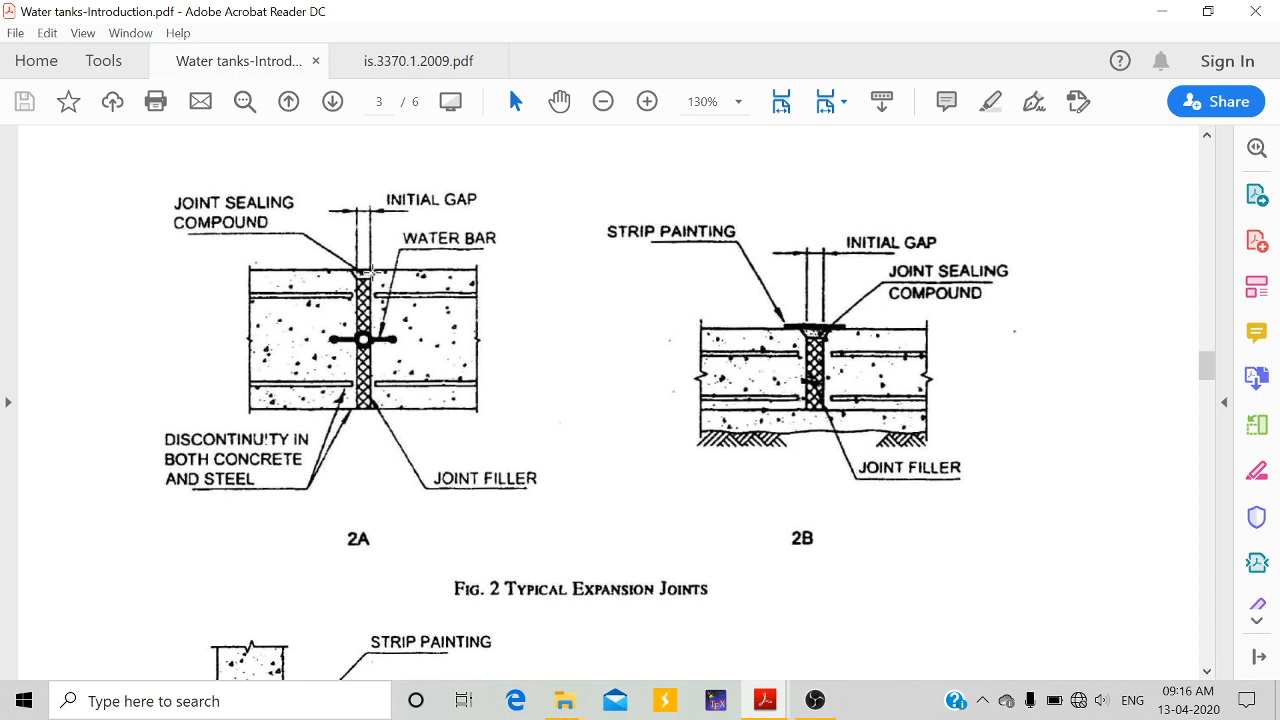 Water tanks-Introduction.pdf - Adobe Acrobat Reader DC
File Edit View Window Help
Home Tools Water tanks-Introd... × is.3370.1.2009.pdf Sign In
3 / 6 130% Share
JOINT SEALING
COMPOUND
INITIAL GAP
WATER BAR
DISCONTINUITY IN
BOTH CONCRETE
AND STEEL
JOINT FILLER
2A
STRIP PAINTING
INITIAL GAP
JOINT SEALING
COMPOUND
JOINT FILLER
2B
FIG. 2 TYPICAL EXPANSION JOINTS
STRIP PAINTING
Type here to search
ENG
09:16 AM
13-04-2020